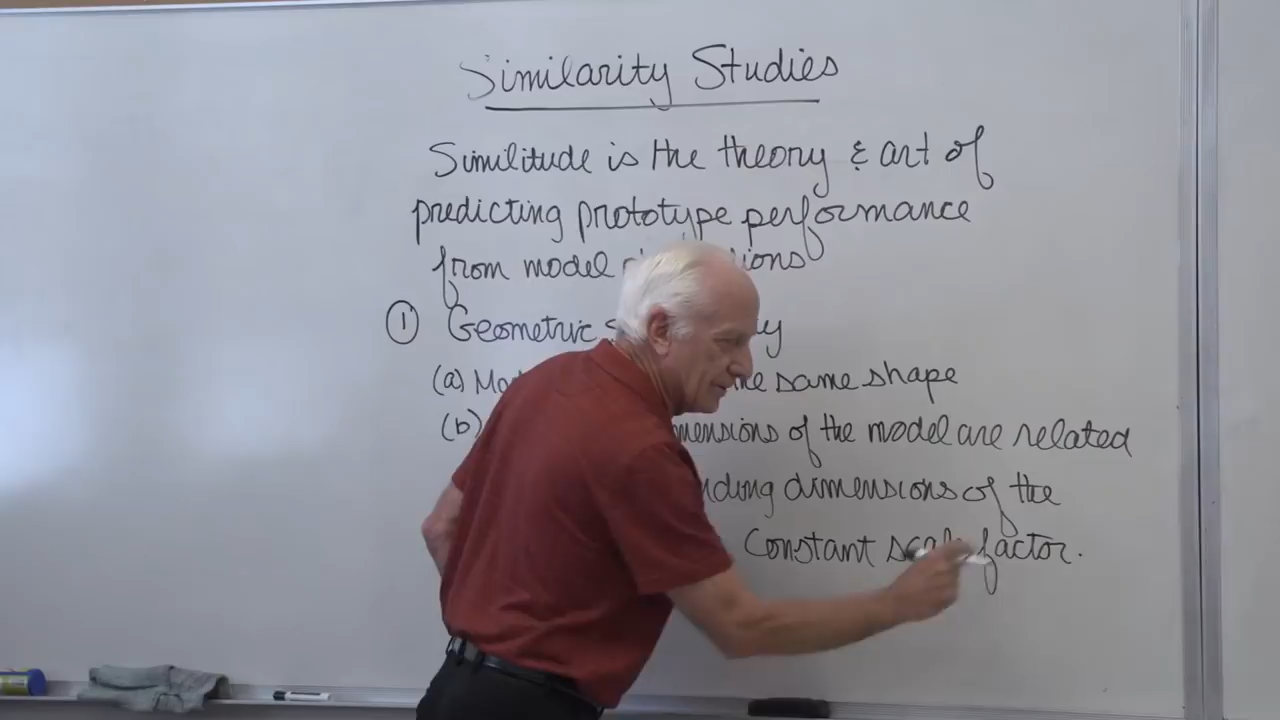 Similarity Studies
Similitude is the theory & art of
predicting prototype performance
from model
① Geometric
(a) same shape
(b) of the model are related
dimensions of the
Constant factor.